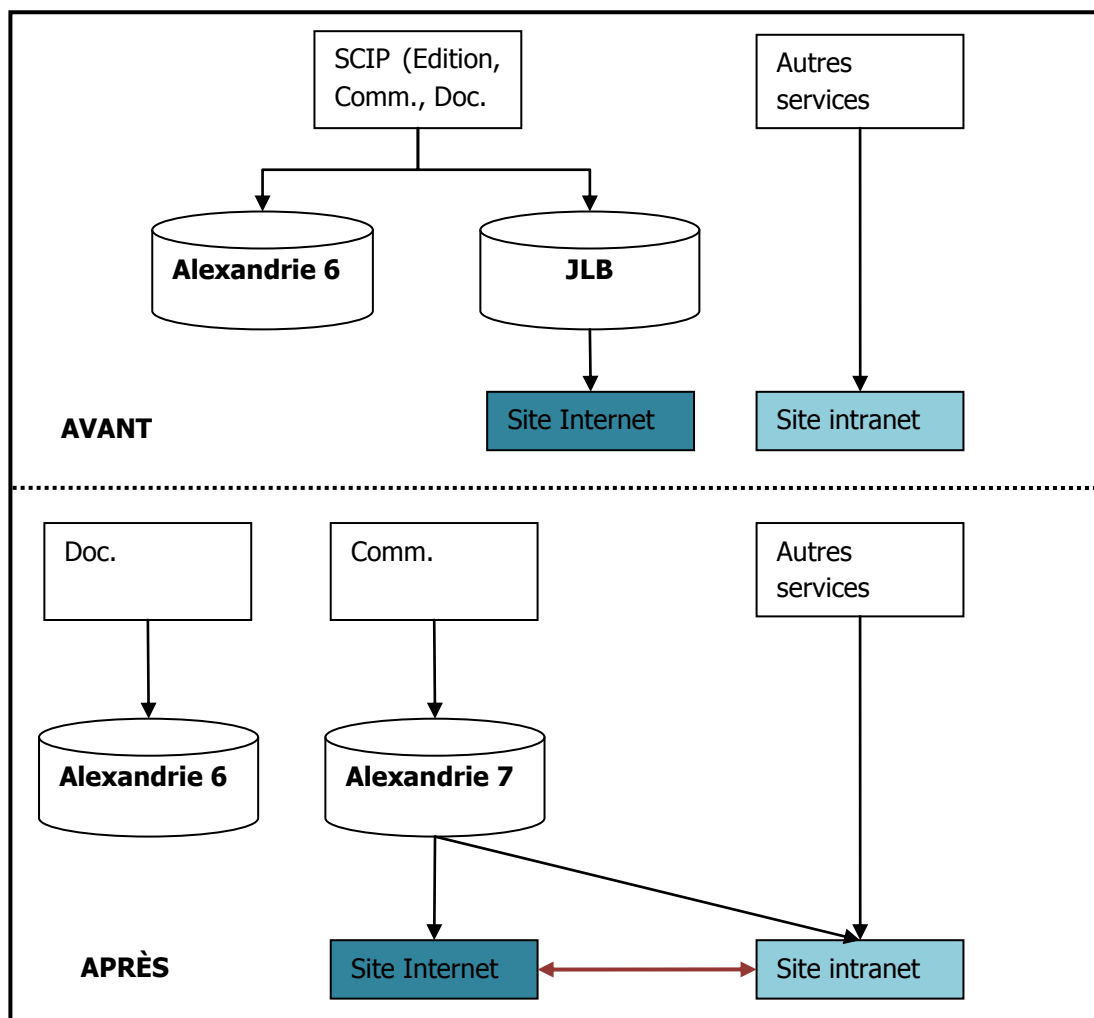 SCIP (Edition,
Comm., Doc.
Autres
services
Alexandrie 6
JLB
Site Internet
Site intranet
AVANT
Doc.
Comm.
Autres
services
Alexandrie 6
Alexandrie 7
Site Internet
Site intranet
APRÈS